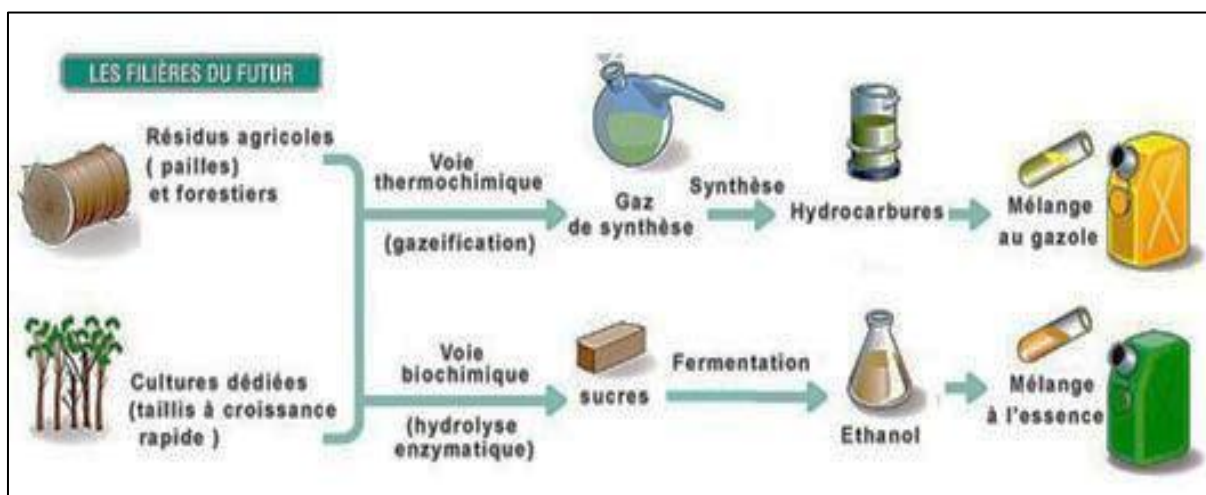 LES FILIÈRES DU FUTUR
Résidus agricoles
( pailles)
et forestiers
Voie
thermochimique
(gazeification)
Gaz
de synthèse
Synthèse
Hydrocarbures
Mélange
au gazole
Cultures dédiées
(taillis à croissance
rapide )
Voie
biochimique
(hydrolyse
enzymatique)
sucres
Fermentation
Ethanol
Mélange
à l'essence